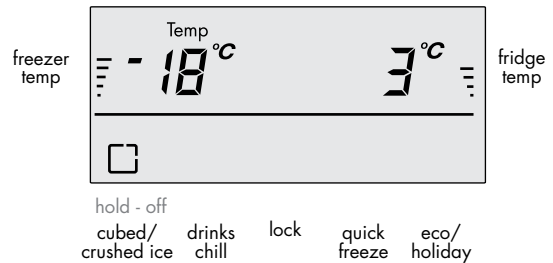 Temp
freezer
temp
-18°C
3°C
fridge
temp
hold - off
cubed/
crushed ice
drinks
chill
lock
quick
freeze
eco/
holiday